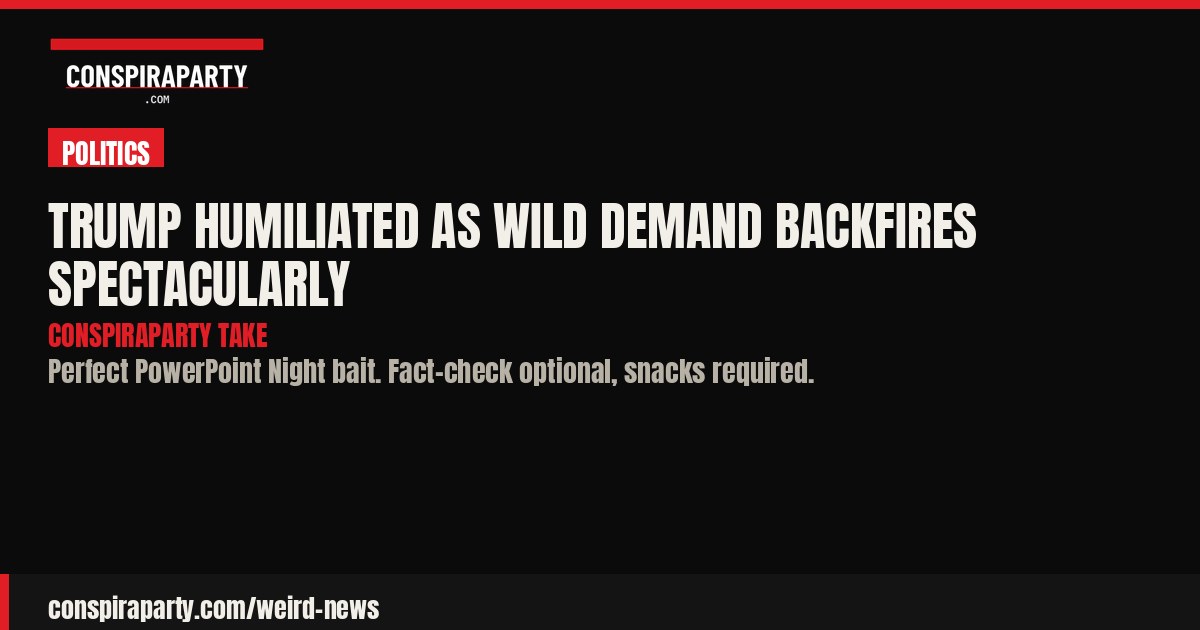 CONSPIRAPARTY
.COM
POLITICS
TRUMP HUMILIATED AS WILD DEMAND BACKFIRES
SPECTACULARLY
CONSPIRAPARTY TAKE
Perfect PowerPoint Night bait. Fact-check optional, snacks required.
conspiraparty.com/weird-news